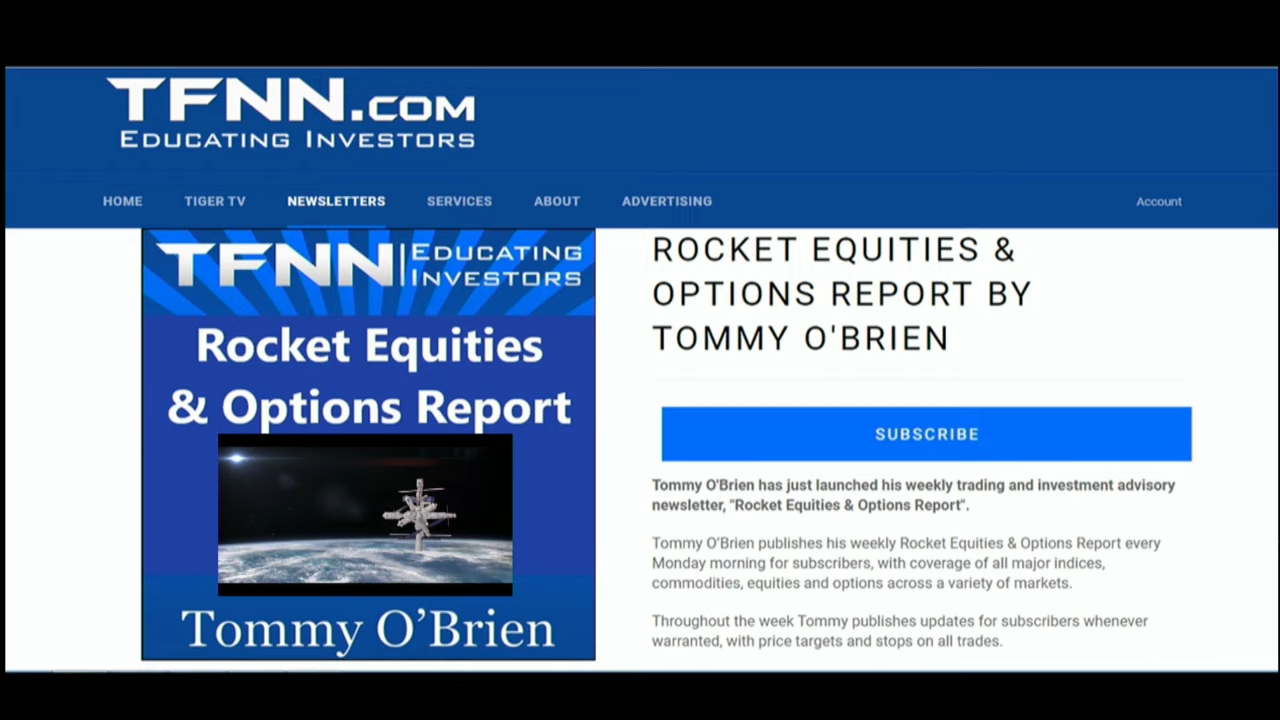 TFNN.COM
EDUCATING INVESTORS
HOME TIGER TV NEWSLETTERS SERVICES ABOUT ADVERTISING Account
TFNN | EDUCATING
INVESTORS
Rocket Equities
& Options Report
Tommy O’Brien
ROCKET EQUITIES &
OPTIONS REPORT BY
TOMMY O'BRIEN
SUBSCRIBE
Tommy O'Brien has just launched his weekly trading and investment advisory
newsletter, "Rocket Equities & Options Report".
Tommy O'Brien publishes his weekly Rocket Equities & Options Report every
Monday morning for subscribers, with coverage of all major indices,
commodities, equities and options across a variety of markets.
Throughout the week Tommy publishes updates for subscribers whenever
warranted, with price targets and stops on all trades.